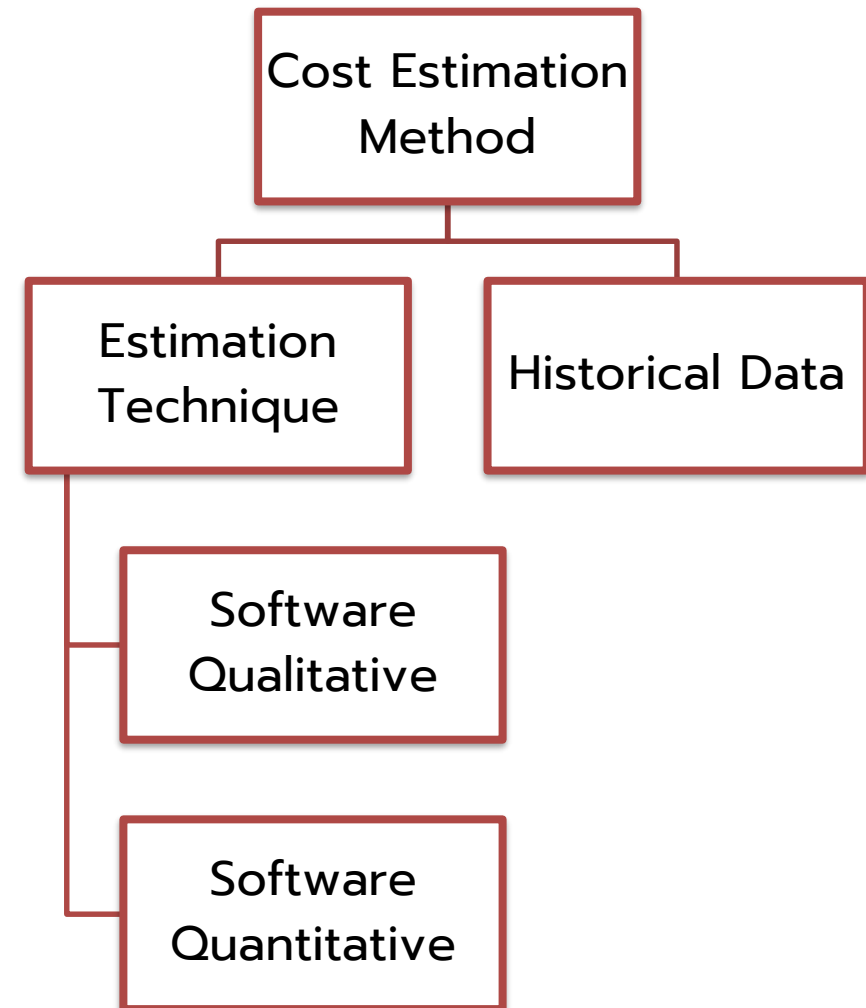 Cost Estimation
Method
Estimation
Technique
Historical Data
Software
Qualitative
Software
Quantitative